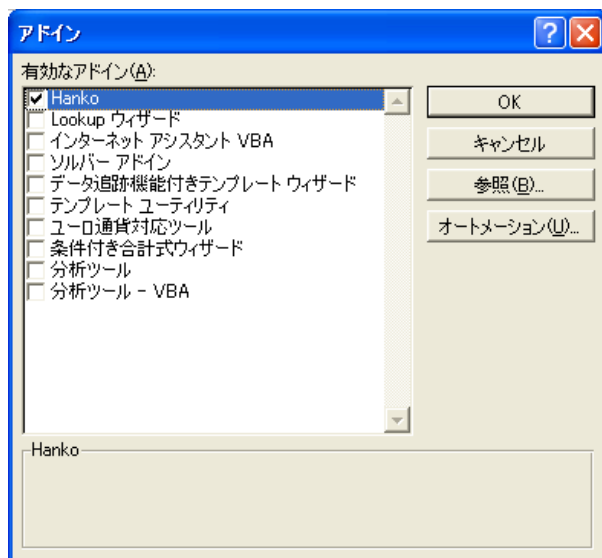 アドイン
有効なアドイン(A):
Hanko
Lookup ウィザード
インターネット アシスタント VBA
ソルバー アドイン
データ追跡機能付きテンプレート ウィザード
テンプレート ユーティリティ
ユーロ通貨対応ツール
条件付き合計式ウィザード
分析ツール
分析ツール - VBA
OK
キャンセル
参照(B)...
オートメーション(U)...
Hanko